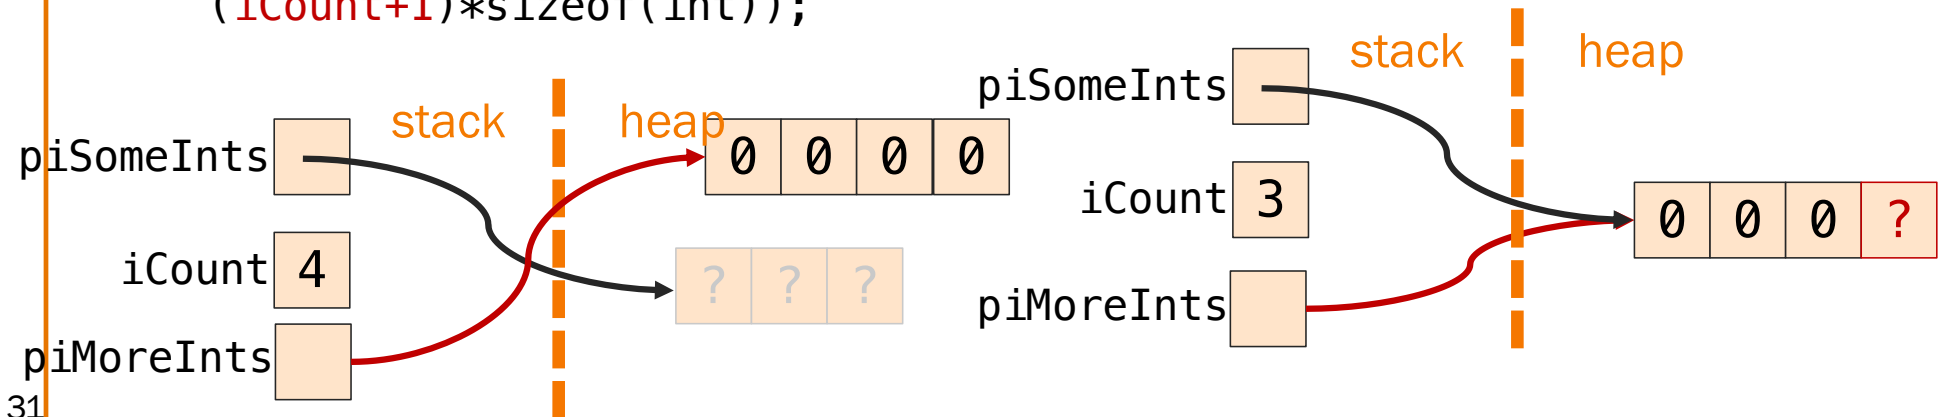 (iCount+1)*sizeof(int));
stack heap
piSomeInts 0 0 0 0
iCount 4 ? ? ?
piMoreInts
stack heap
piSomeInts
iCount 3 0 0 0 ?
piMoreInts
31